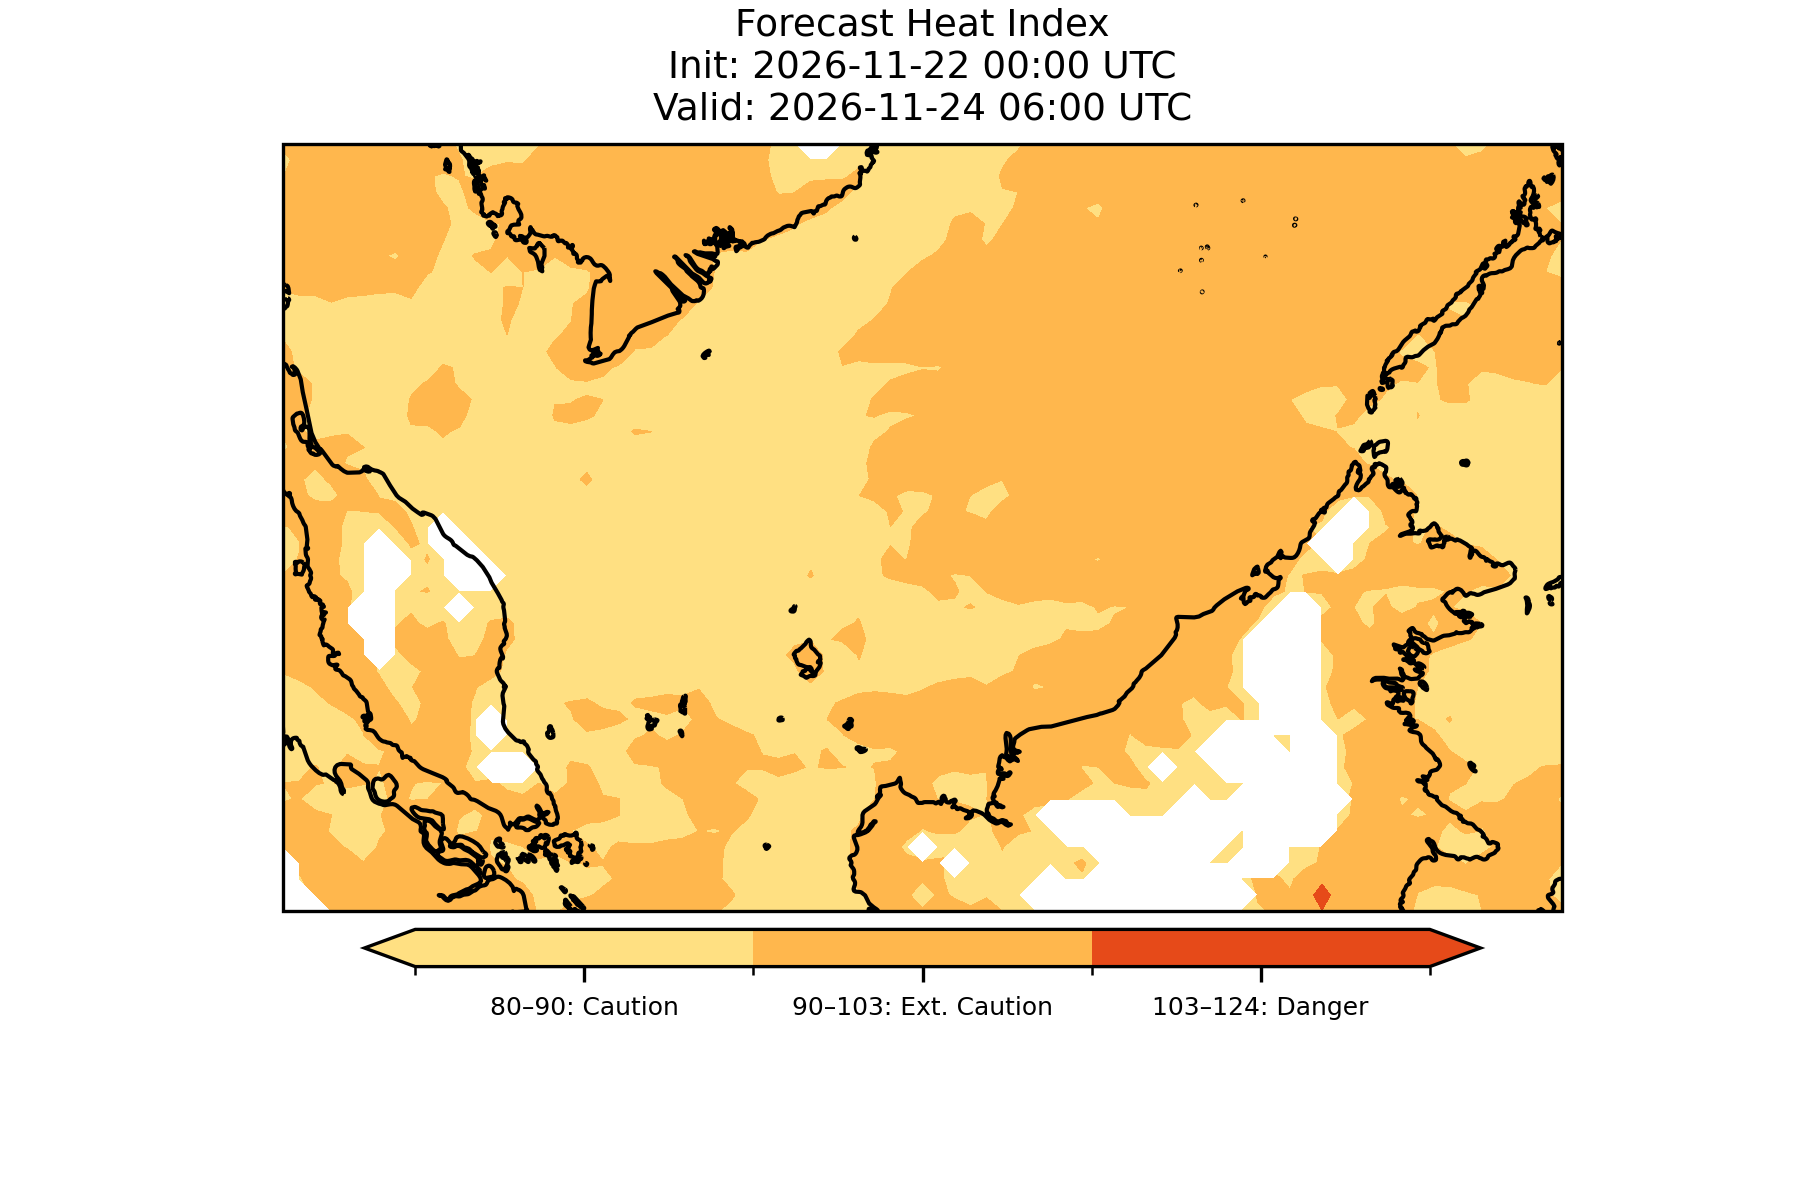 Forecast Heat Index
Init: 2026-11-22 00:00 UTC
Valid: 2026-11-24 06:00 UTC
80–90: Caution
90–103: Ext. Caution
103–124: Danger